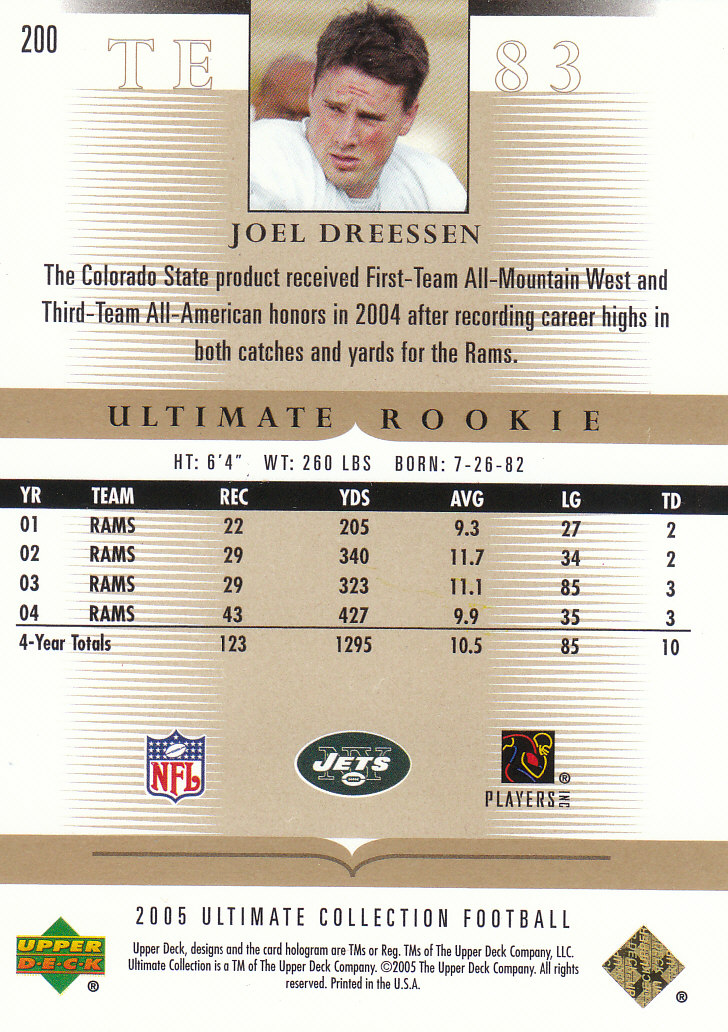 200
TE 83
JOEL DREESSEN
The Colorado State product received First-Team All-Mountain West and
Third-Team All-American honors in 2004 after recording career highs in
both catches and yards for the Rams.
ULTIMATE ROOKIE
HT: 6'4" WT: 260 LBS BORN: 7-26-82
YR TEAM REC YDS AVG LG TD
01 RAMS 22 205 9.3 27 2
02 RAMS 29 340 11.7 34 2
03 RAMS 29 323 11.1 85 3
04 RAMS 43 427 9.9 35 3
4-Year Totals 123 1295 10.5 85 10
NFL
NY JETS
PLAYERS INC ®
2005 ULTIMATE COLLECTION FOOTBALL
UPPER
D·E·C·K ®
Upper Deck, designs and the card hologram are TMs or Reg. TMs of The Upper Deck Company, LLC.
Ultimate Collection is a TM of The Upper Deck Company. ©2005 The Upper Deck Company. All rights
reserved. Printed in the U.S.A.
®